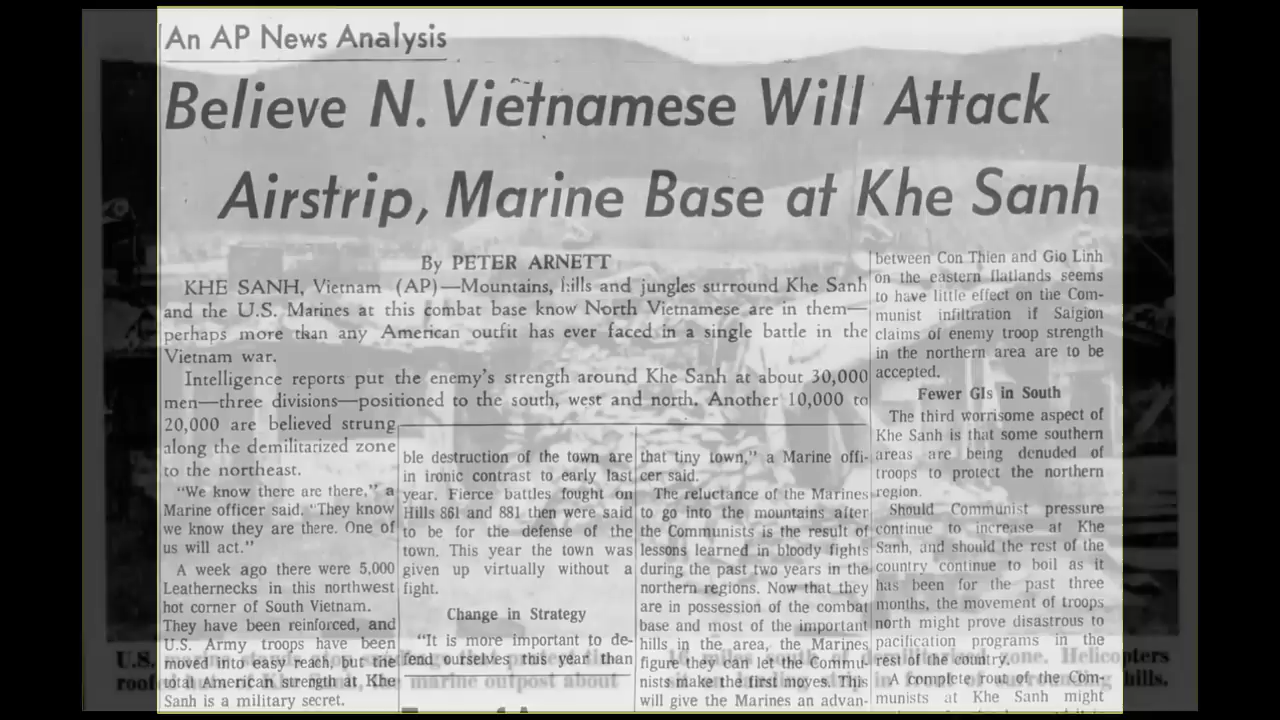 An AP News Analysis
Believe N. Vietnamese Will Attack
Airstrip, Marine Base at Khe Sanh
By PETER ARNETT
KHE SANH, Vietnam (AP)—Mountains, hills and jungles surround Khe Sanh
and the U.S. Marines at this combat base know North Vietnamese are in them—
perhaps more than any American outfit has ever faced in a single battle in the
Vietnam war.
Intelligence reports put the enemy's strength around Khe Sanh at about 30,000
men—three divisions—positioned to the south, west and north. Another 10,000 to
20,000 are believed strung
along the demilitarized zone
to the northeast.
"We know there are there," a
Marine officer said. "They know
we know they are there. One of
us will act."
A week ago there were 5,000
Leathernecks in this northwest
hot corner of South Vietnam.
They have been reinforced, and
U.S. Army troops have been
moved into easy reach, but the
total American strength at Khe
Sanh is a military secret.
ble destruction of the town are
in ironic contrast to early last
year. Fierce battles fought on
Hills 861 and 881 then were said
to be for the defense of the
town. This year the town was
given up virtually without a
fight.
Change in Strategy
"It is more important to de-
fend ourselves this year than
that tiny town," a Marine offi-
cer said.
The reluctance of the Marines
to go into the mountains after
the Communists is the result of
lessons learned in bloody fights
during the past two years in the
northern regions. Now that they
are in possession of the combat
base and most of the important
hills in the area, the Marines
figure they can let the Commu-
nists make the first moves. This
will give the Marines an advan-
between Con Thien and Gio Linh
on the eastern flatlands seems
to have little effect on the Com-
munist infiltration if Saigion
claims of enemy troop strength
in the northern area are to be
accepted.
Fewer GIs in South
The third worrisome aspect of
Khe Sanh is that some southern
areas are being denuded of
troops to protect the northern
region.
Should Communist pressure
continue to increase at Khe
Sanh, and should the rest of the
country continue to boil as it
has been for the past three
months, the movement of troops
north might prove disastrous to
pacification programs in the
rest of the country.
A complete rout of the Com-
munists at Khe Sanh might
U.S. zone. Helicopters
marine outpost about hills.